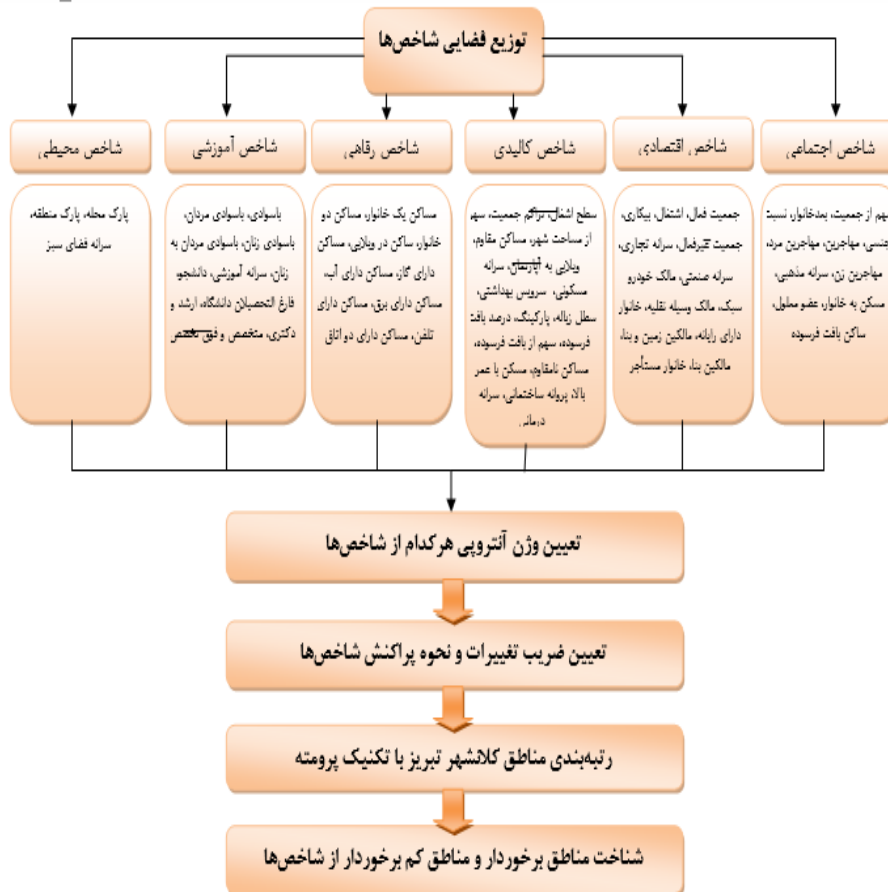 توزیع فضایی شاخص‌ها
شاخص اجتماعی
شاخص اقتصادی
شاخص کالبدی
شاخص رفاهی
شاخص آموزشی
شاخص محیطی
سهم از جمعیت، بعدخانوار، نسبت
جنسی، مهاجرین، مهاجرین مرد،
مهاجرین زن، سرانه مذهبی،
مسکن به خانوار، عضو معلول،
ساکن بافت فرسوده
جمعیت فعال، اشتغال، بیکاری،
جمعیت غیرفعال، سرانه تجاری،
سرانه صنعتی، مالک خودرو
سبک، مالک وسیله نقلیه، خانوار
دارای رایانه، مالکین زمین و بنا،
مالکین بنا، خانوار مستأجر
سطح اشغال، تراکم جمعیت، سهم
از مساحت شهر، مساکن مقاوم،
ویلایی به آپارتمان، سرانه
مسکونی، سرویس بهداشتی،
سطل زباله، پارکینگ، درصد بافت
فرسوده، سهم از بافت فرسوده،
مساکن نامقاوم، مسکن با عمر
بالا، پروانه ساختمانی، سرانه
درمانی
مساکن یک خانوار، مساکن دو
خانوار، ساکن در ویلایی، مساکن
دارای گاز، مساکن دارای آب،
مساکن دارای برق، مساکن دارای
تلفن، مساکن دارای دو اتاق
باسوادی، باسوادی مردان،
باسوادی زنان، باسوادی مردان به
زنان، سرانه آموزشی، دانشجو،
فارغ التحصیلان دانشگاه، ارشد و
دکتری، متخصص و فوق تخصص
پارک محله، پارک منطقه،
سرانه فضای سبز
تعیین وزن آنتروپی هرکدام از شاخص‌ها
تعیین ضریب تغییرات و نحوه پراکنش شاخص‌ها
رتبه‌بندی مناطق کلانشهر تبریز با تکنیک پرومته
شناخت مناطق برخوردار و مناطق کم برخوردار از شاخص‌ها